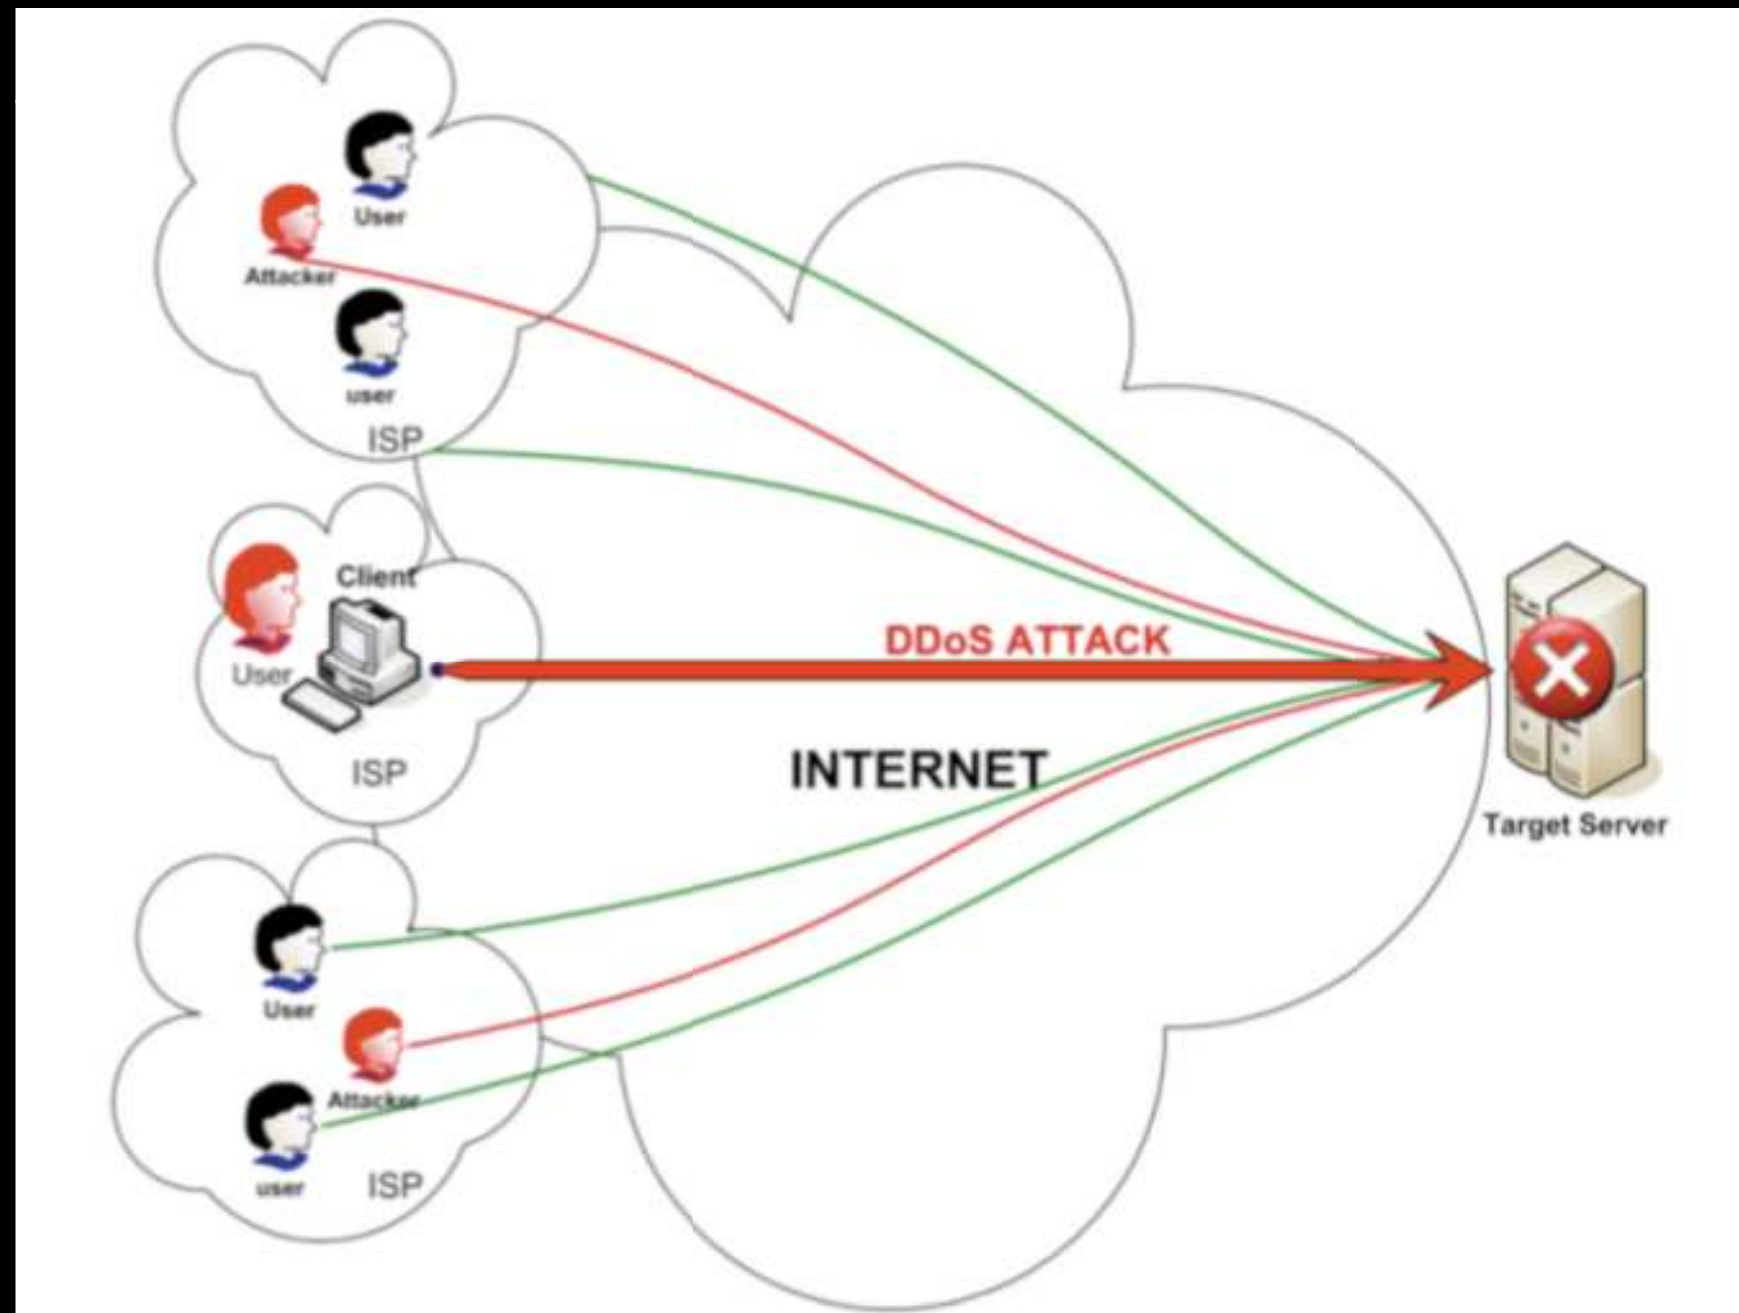 User
Attacker
user
ISP
Client
User
ISP
DDoS ATTACK
INTERNET
Target Server
User
Attacker
user
ISP